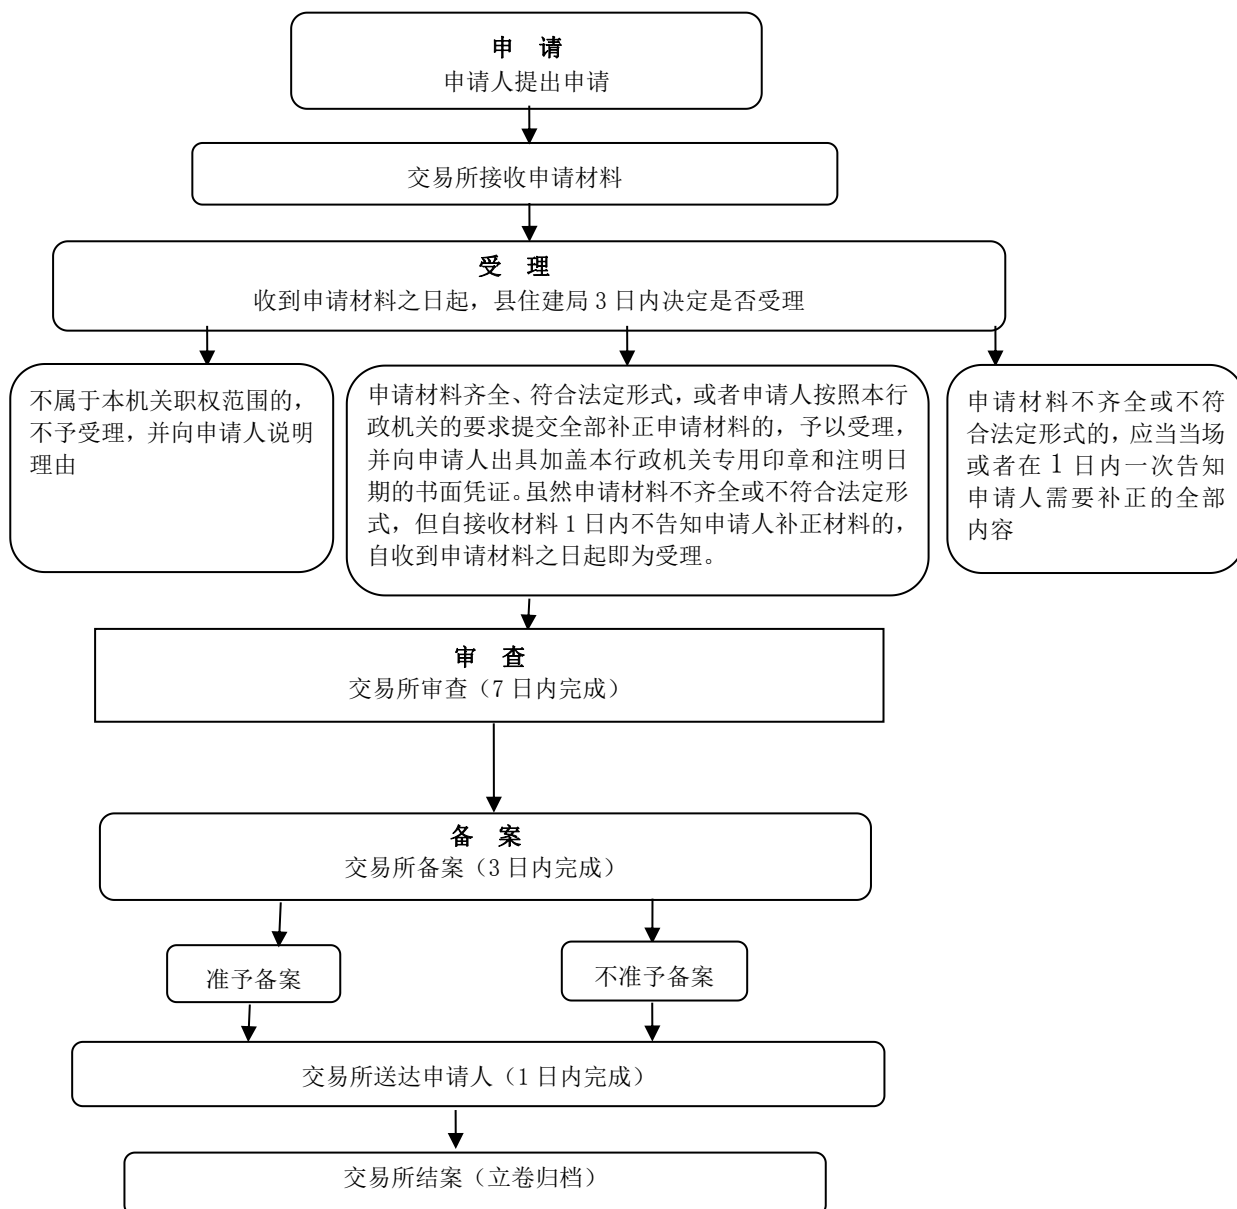 申 请
申请人提出申请
交易所接收申请材料
受 理
收到申请材料之日起，县住建局 3 日内决定是否受理
不属于本机关职权范围的，
不予受理，并向申请人说明
理由
申请材料齐全、符合法定形式，或者申请人按照本行
政机关的要求提交全部补正申请材料的，予以受理，
并向申请人出具加盖本行政机关专用印章和注明日
期的书面凭证。虽然申请材料不齐全或不符合法定形
式，但自接收材料 1 日内不告知申请人补正材料的，
自收到申请材料之日起即为受理。
申请材料不齐全或不符
合法定形式的，应当当场
或者在 1 日内一次告知
申请人需要补正的全部
内容
审 查
交易所审查（7 日内完成）
备 案
交易所备案（3 日内完成）
准予备案
不准予备案
交易所送达申请人（1 日内完成）
交易所结案（立卷归档）